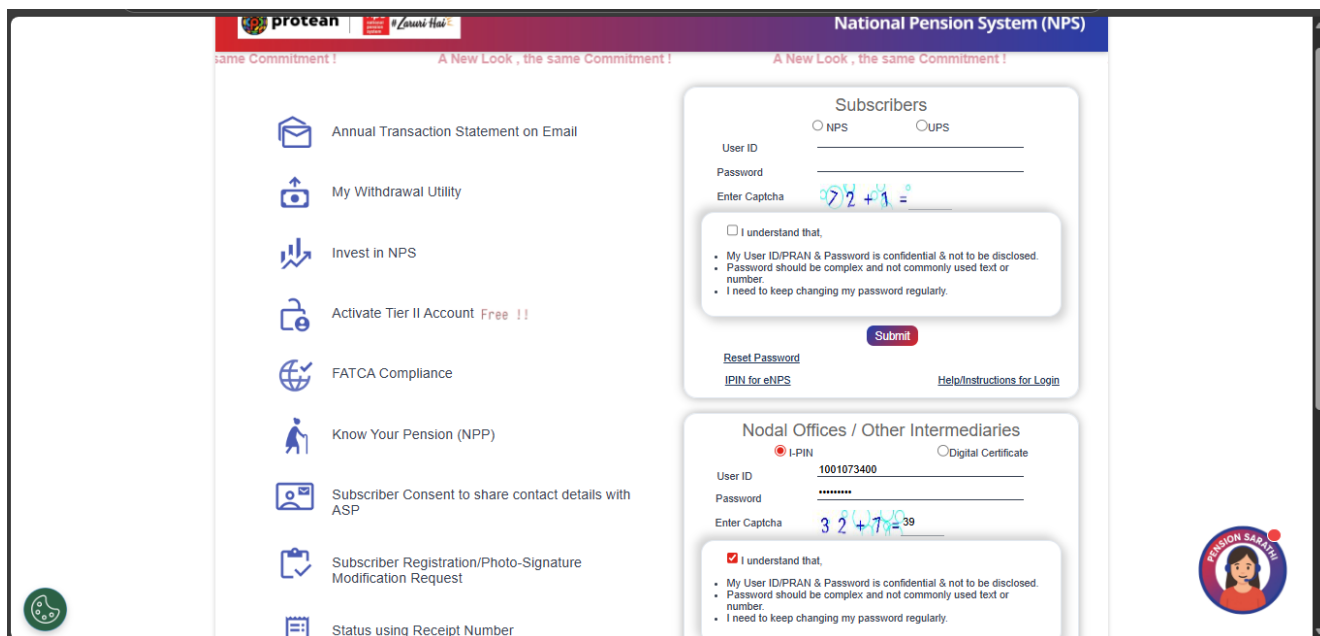 protean
#Zaruri Hai
National Pension System (NPS)
same Commitment !
A New Look , the same Commitment !
A New Look , the same Commitment !
Annual Transaction Statement on Email
My Withdrawal Utility
Invest in NPS
Activate Tier II Account Free !!
FATCA Compliance
Know Your Pension (NPP)
Subscriber Consent to share contact details with
ASP
Subscriber Registration/Photo-Signature
Modification Request
Status using Receipt Number
Subscribers
NPS
UPS
User ID
Password
Enter Captcha
72 + 1 =
I understand that,
• My User ID/PRAN & Password is confidential & not to be disclosed.
• Password should be complex and not commonly used text or
number.
• I need to keep changing my password regularly.
Submit
Reset Password
IPIN for eNPS
Help/Instructions for Login
Nodal Offices / Other Intermediaries
I-PIN
Digital Certificate
User ID
1001073400
Password
•••••••••
Enter Captcha
32 + 7 = 39
I understand that,
• My User ID/PRAN & Password is confidential & not to be disclosed.
• Password should be complex and not commonly used text or
number.
• I need to keep changing my password regularly.
PENSION SARATHI